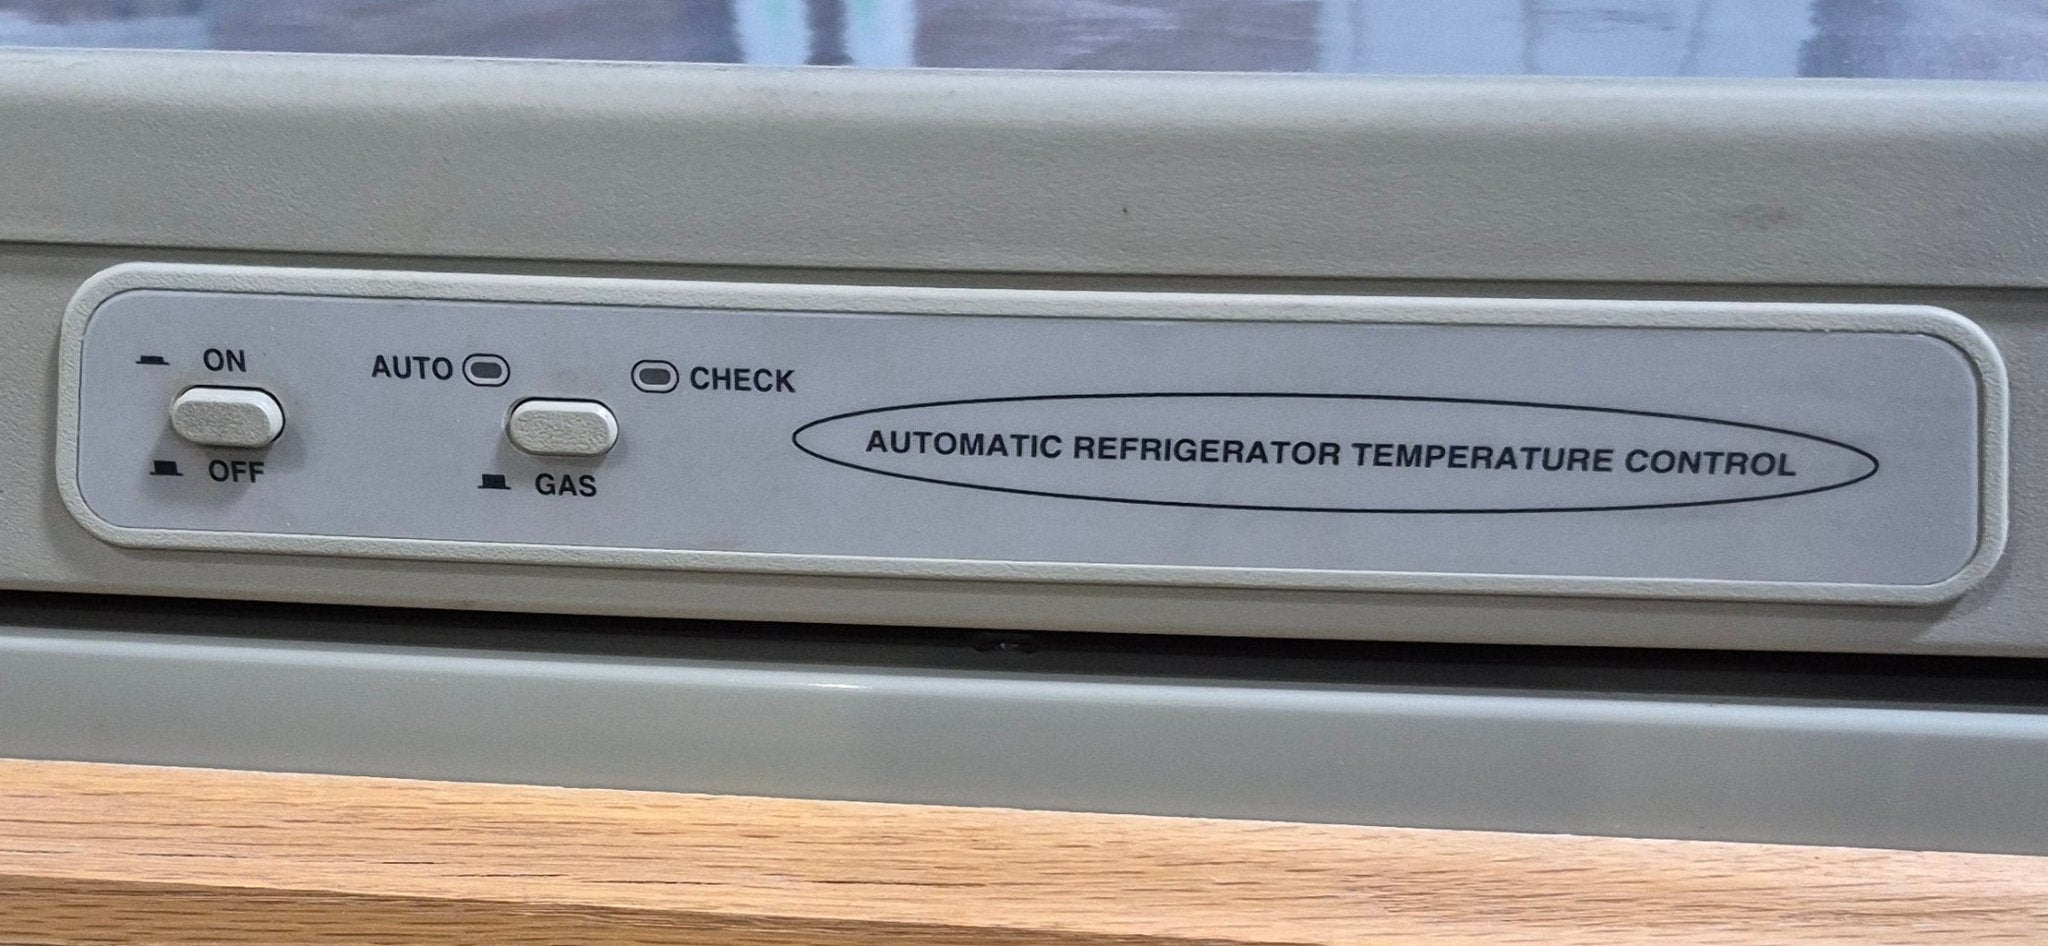 ON
OFF
AUTO
CHECK
GAS
AUTOMATIC REFRIGERATOR TEMPERATURE CONTROL